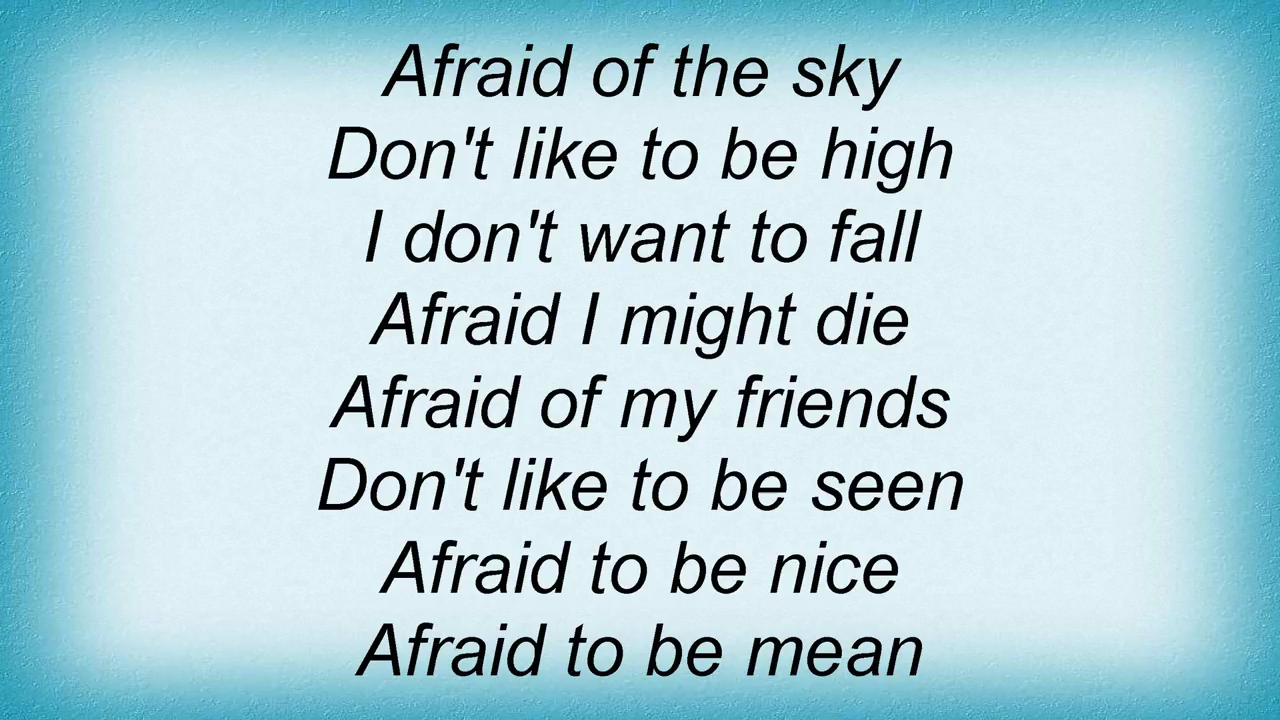 Afraid of the sky
Don't like to be high
I don't want to fall
Afraid I might die
Afraid of my friends
Don't like to be seen
Afraid to be nice
Afraid to be mean